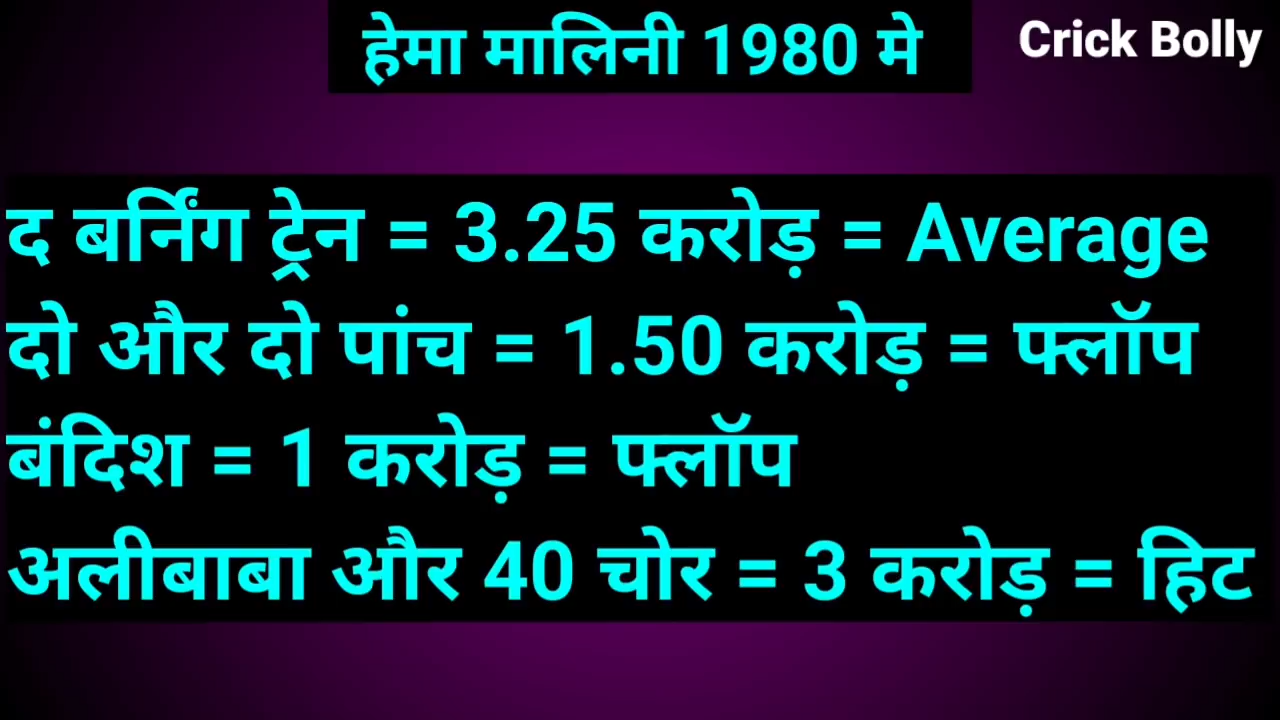 हेमा मालिनी 1980 मे
Crick Bolly
द बर्निंग ट्रेन = 3.25 करोड़ = Average
दो और दो पांच = 1.50 करोड़ = फ्लॉप
बंदिश = 1 करोड़ = फ्लॉप
अलीबाबा और 40 चोर = 3 करोड़ = हिट